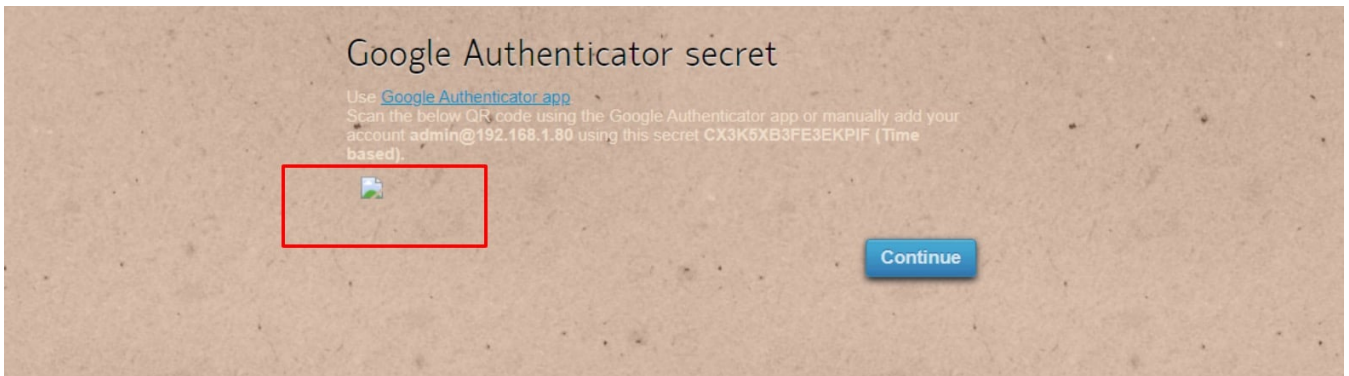 Google Authenticator secret
Use Google Authenticator app
Scan the below QR code using the Google Authenticator app or manually add your
account admin@192.168.1.80 using this secret CX3K5XB3FE3EKPIF (Time
based).
Continue